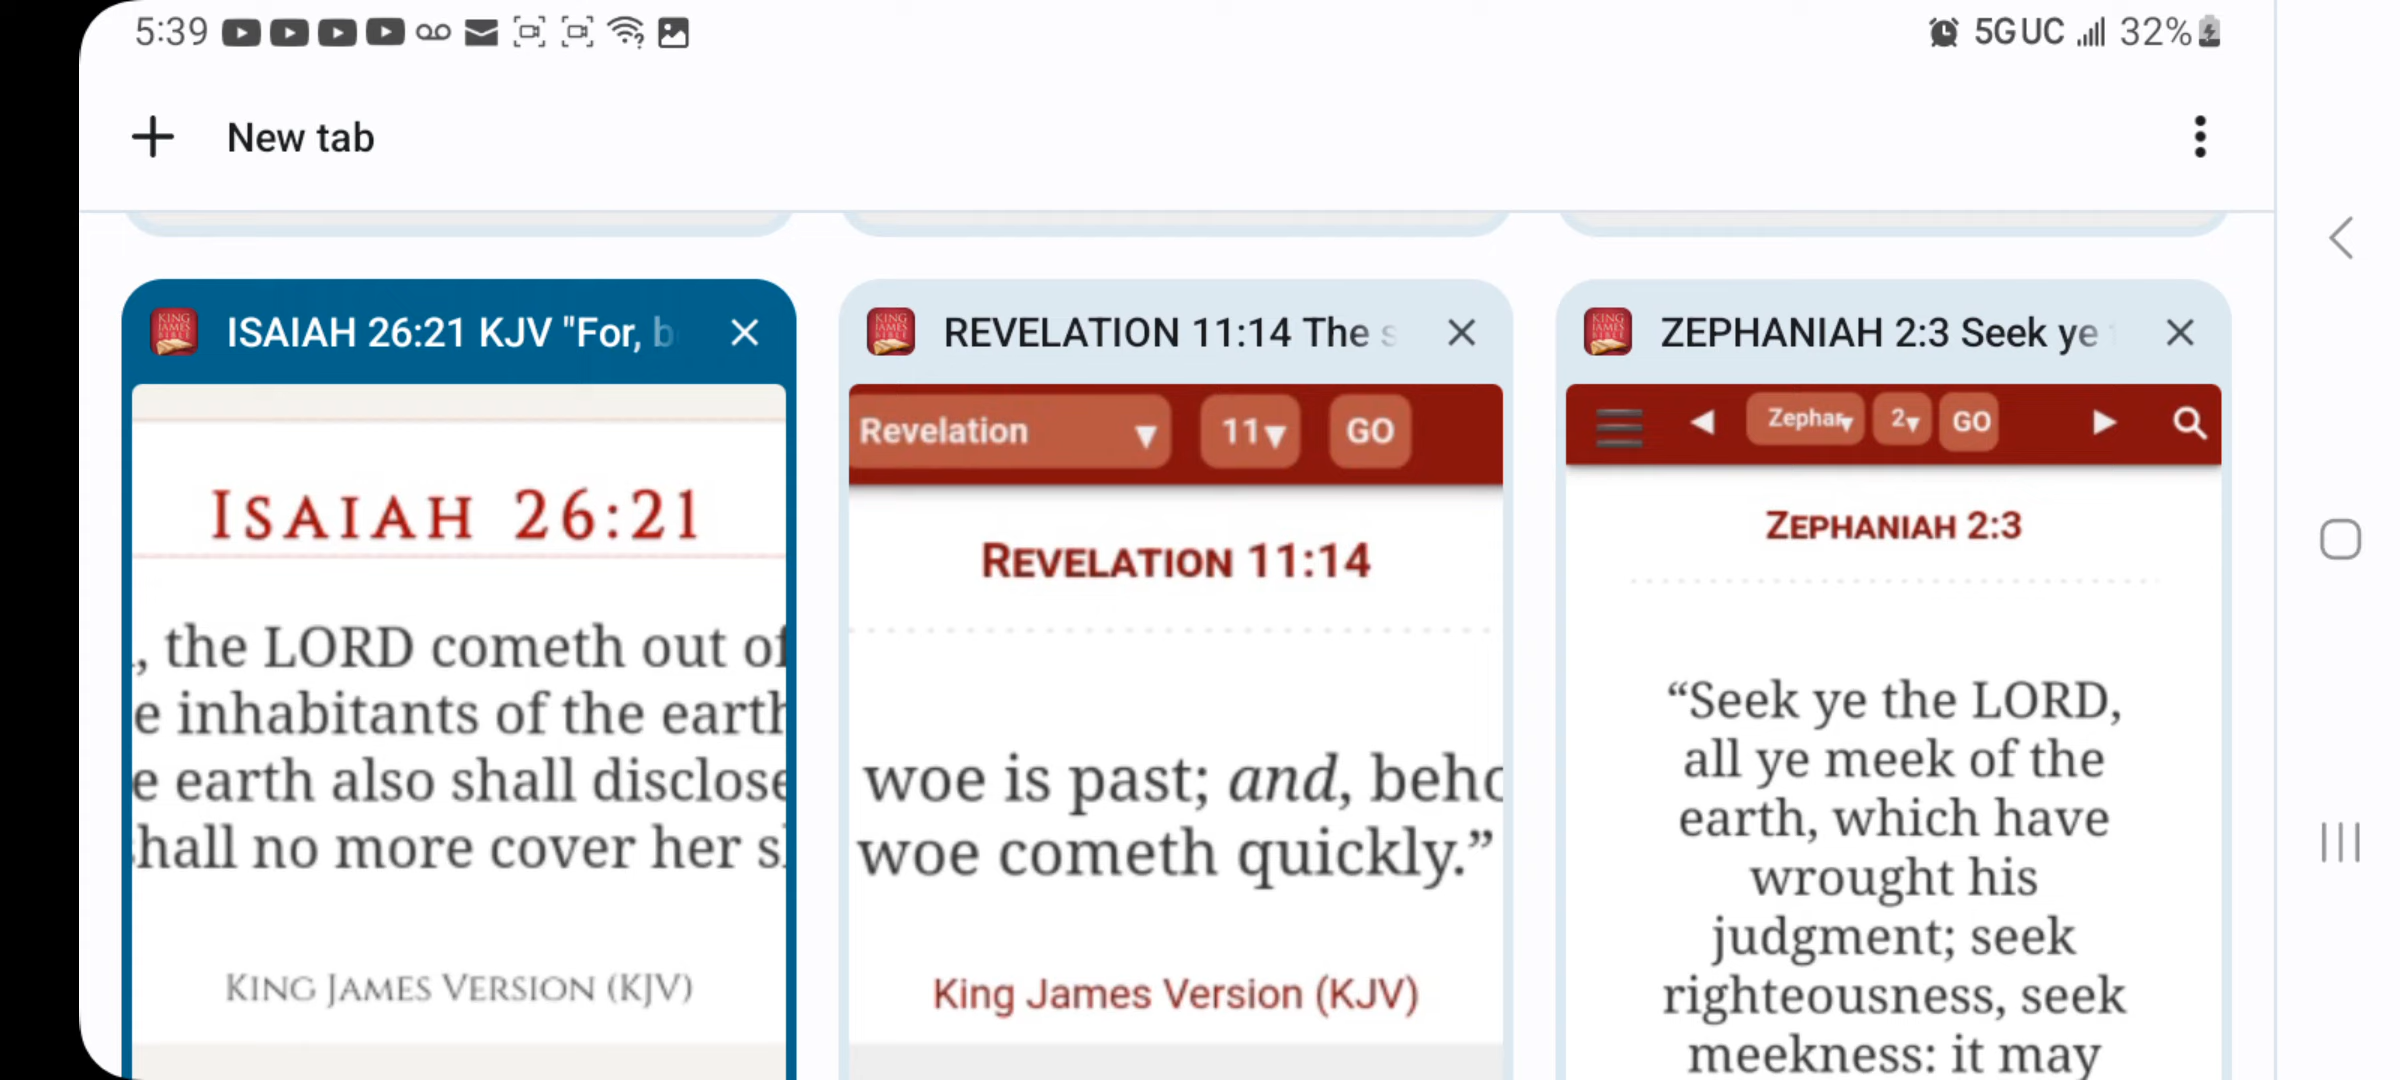 5:39 5G UC 32%
New tab
ISAIAH 26:21 KJV "For,
ISAIAH 26:21
, the LORD cometh out of
e inhabitants of the earth
e earth also shall disclose
hall no more cover her
KING JAMES VERSION (KJV)
REVELATION 11:14 The
Revelation 11 GO
REVELATION 11:14
woe is past; and,
woe cometh quickly.”
King James Version (KJV)
ZEPHANIAH 2:3 Seek ye
Zephar 2 GO
ZEPHANIAH 2:3
“Seek ye the LORD,
all ye meek of the
earth, which have
wrought his
judgment; seek
righteousness, seek
meekness: it may